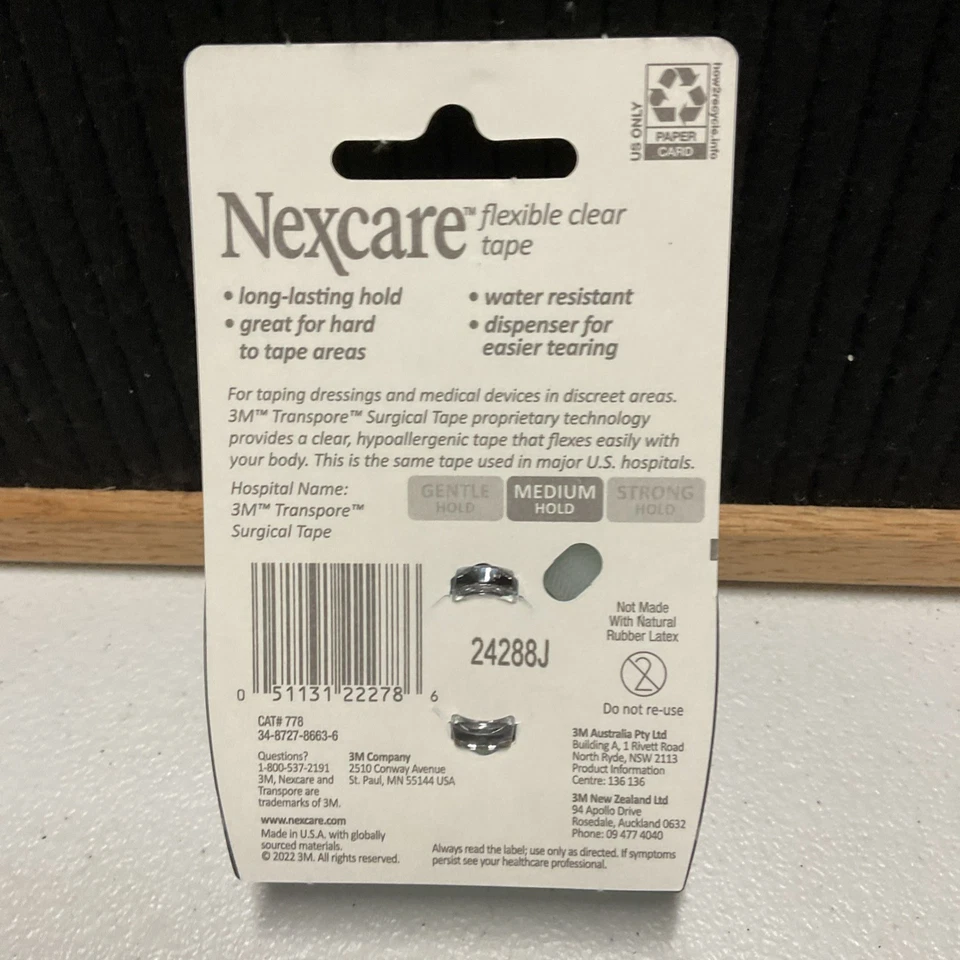 US ONLY
PAPER
CARD
how2recycle.info
Nexcare™ flexible clear
tape
• long-lasting hold
• great for hard
to tape areas
• water resistant
• dispenser for
easier tearing
For taping dressings and medical devices in discreet areas.
3M™ Transpore™ Surgical Tape proprietary technology
provides a clear, hypoallergenic tape that flexes easily with
your body. This is the same tape used in major U.S. hospitals.
Hospital Name:
3M™ Transpore™
Surgical Tape
GENTLE
HOLD
MEDIUM
HOLD
STRONG
HOLD
0 51131 22278 6
24288J
Not Made
With Natural
Rubber Latex
2
Do not re-use
CAT# 778
34-8727-8663-6
Questions?
1-800-537-2191
3M, Nexcare and
Transpore are
trademarks of 3M.
3M Company
2510 Conway Avenue
St. Paul, MN 55144 USA
www.nexcare.com
Made in U.S.A. with globally
sourced materials.
© 2022 3M. All rights reserved.
3M Australia Pty Ltd
Building A, 1 Rivett Road
North Ryde, NSW 2113
Product Information
Centre: 136 136
3M New Zealand Ltd
94 Apollo Drive
Rosedale, Auckland 0632
Phone: 09 477 4040
Always read the label; use only as directed. If symptoms
persist see your healthcare professional.